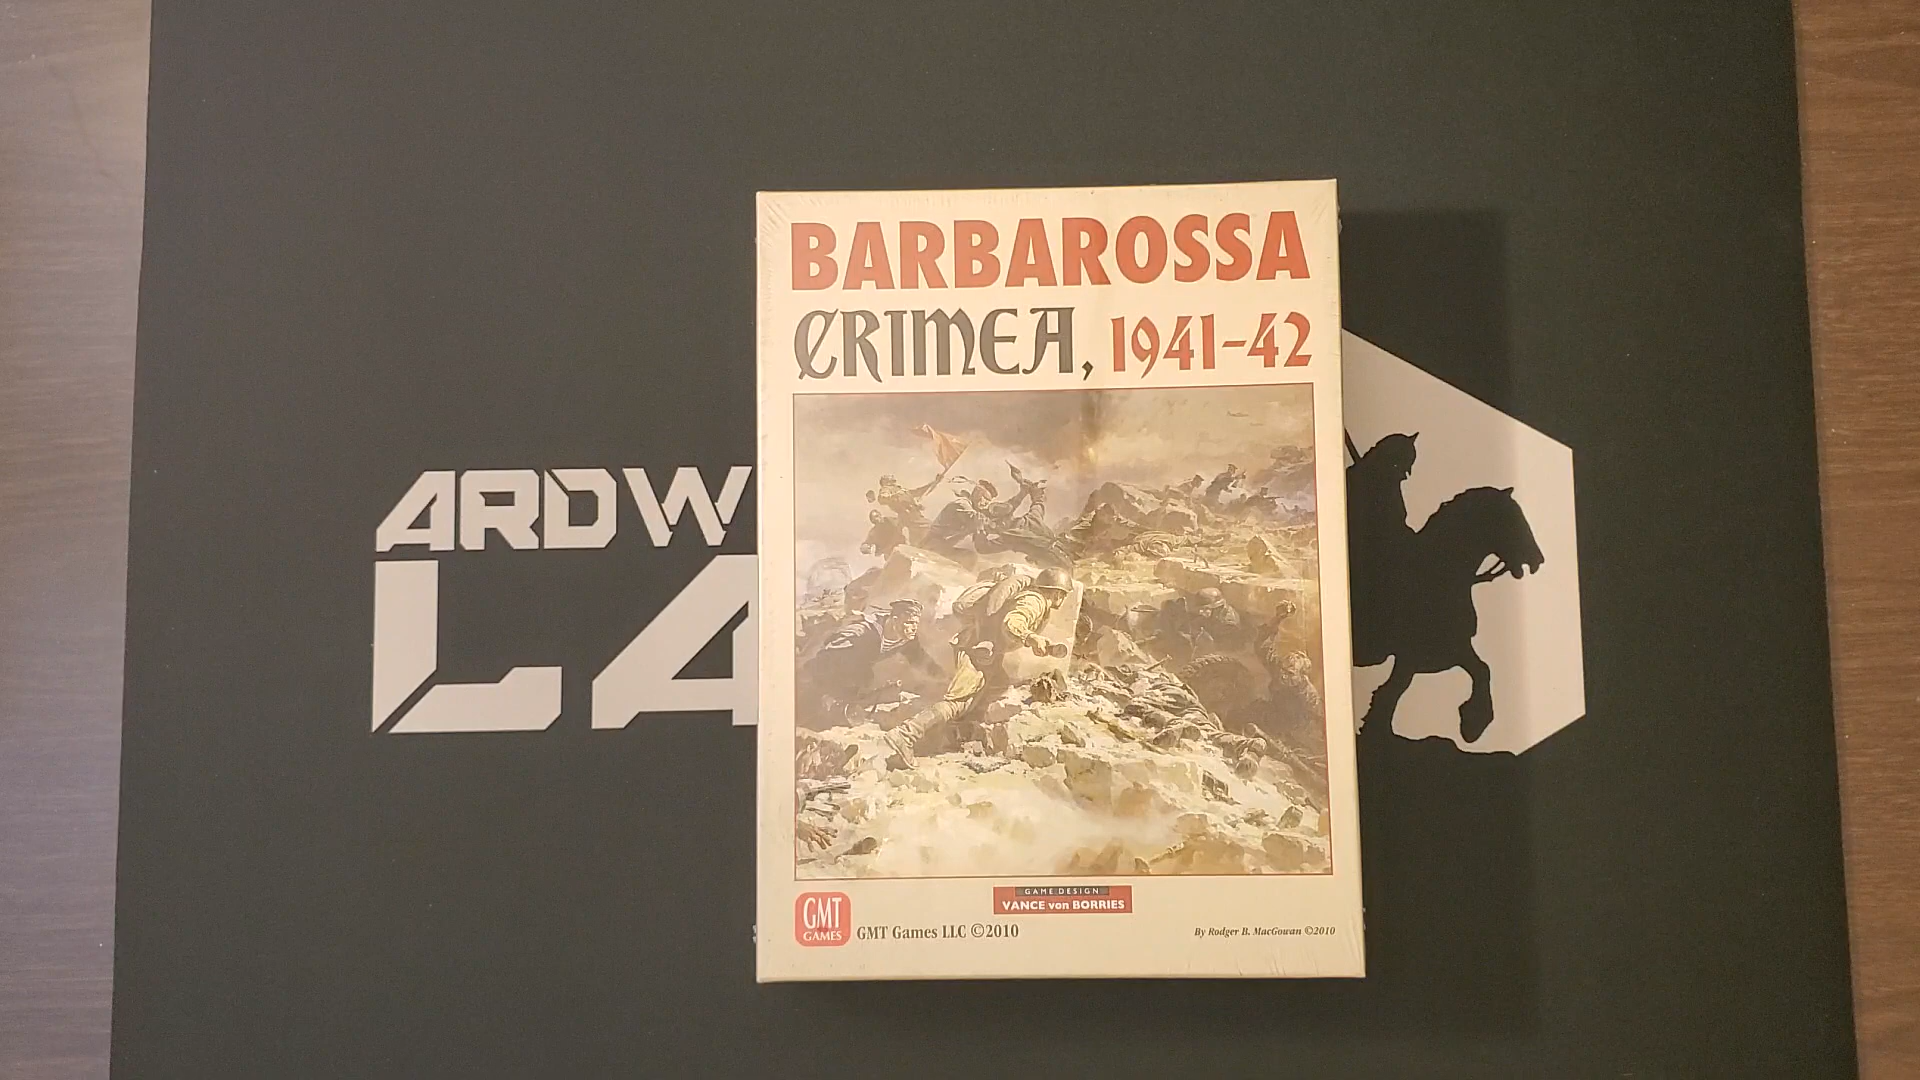 BARBAROSSA
CRIMEA, 1941-42
ARDW
LA
GAME DESIGN
VANCE von BORRIES
GMT
GAMES
GMT Games LLC ©2010
By Rodger B. MacGowan ©2010